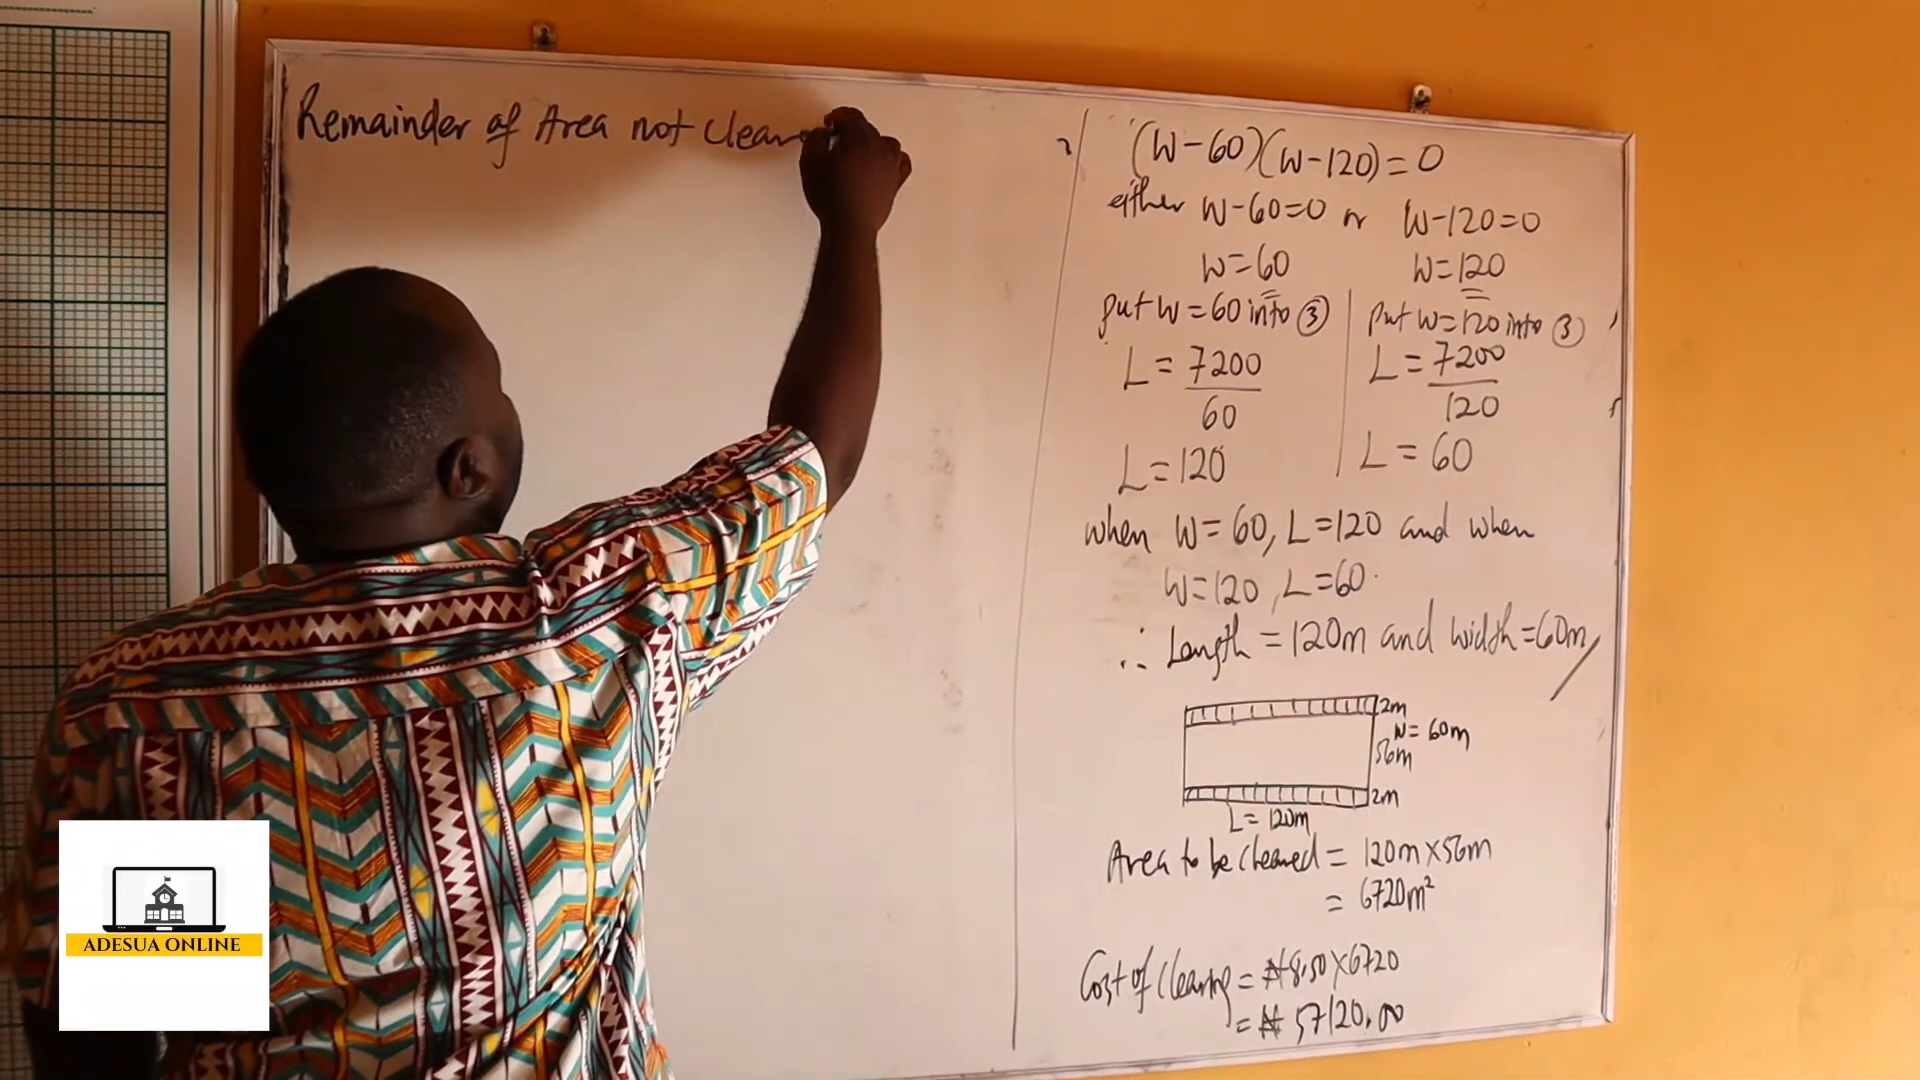 Remainder of Area not Clear
(W-60)(W-120)=0
either W-60=0 or W-120=0
W=60 W=120
put W=60 into ③ put W=120 into ③
L = 7200/60 L = 7200/120
L=120 L = 60
when W=60, L=120 and when
W=120, L=60.
∴ Length = 120m and width=60m
2m
W= 60m
56m
2m
L= 120m
Area to be cleared = 120m×56m
= 6720m²
Cost of clearing = ₦8.50×6720
= ₦ 57120.00
ADESUA ONLINE